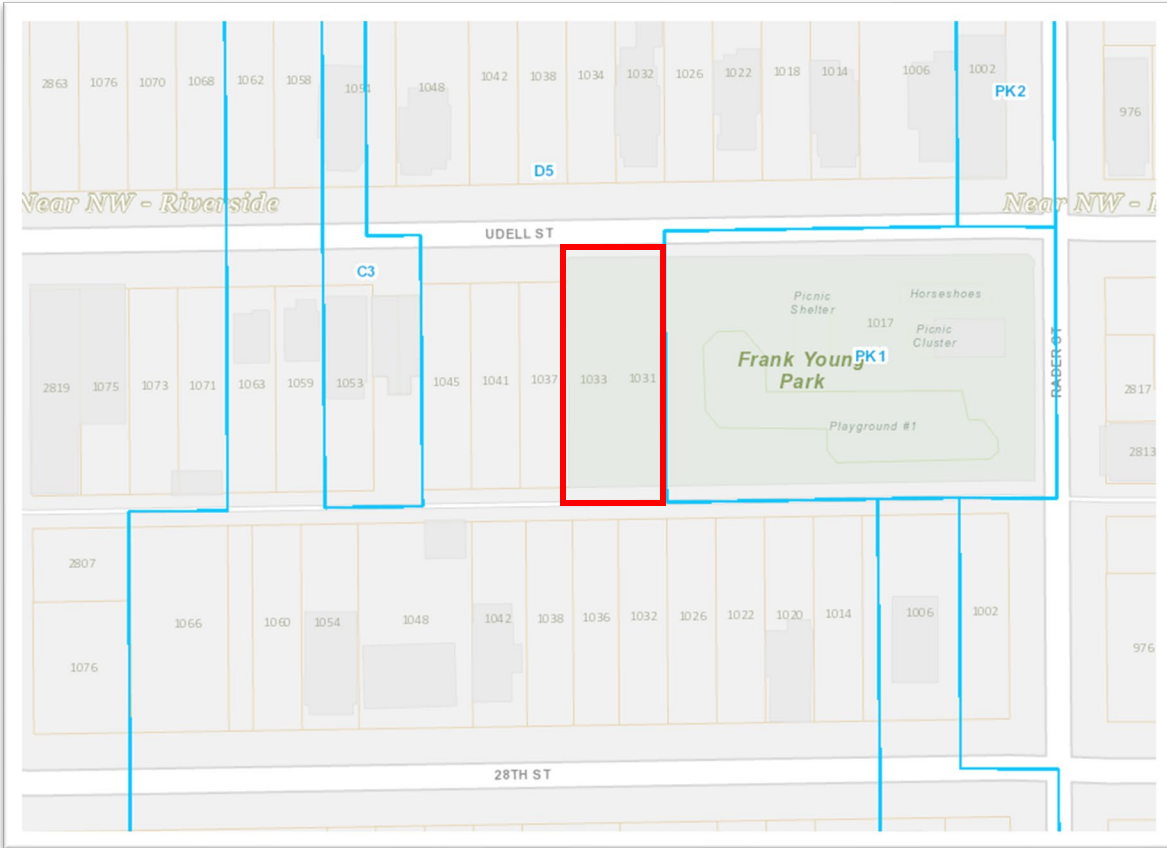 2863 1076 1070 1068 1062 1058 1054 1048 1042 1038 1034 1032 1026 1022 1018 1014 1006 1002
PK2
976
D5
Near NW - Riverside
Near NW -
UDELL ST
C3
Picnic
Shelter
Horseshoes
1017
Picnic
Cluster
Frank Young
Park
PK1
RADER ST
2819 1075 1073 1071 1063 1059 1053 1045 1041 1037 1033 1031
2817
Playground #1
2813
2807
1066 1060 1054 1048 1042 1038 1036 1032 1026 1022 1020 1014 1006 1002
1076
976
28TH ST